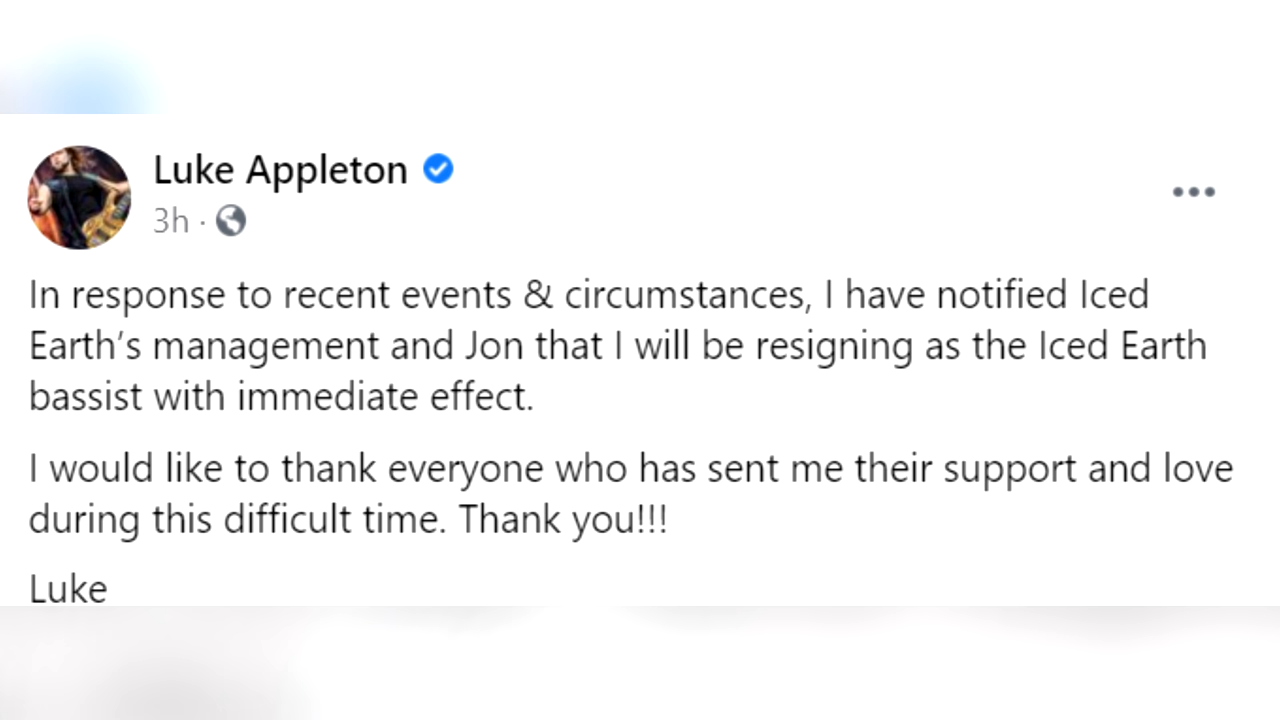 Luke Appleton
3h ·
In response to recent events & circumstances, I have notified Iced
Earth’s management and Jon that I will be resigning as the Iced Earth
bassist with immediate effect.
I would like to thank everyone who has sent me their support and love
during this difficult time. Thank you!!!
Luke